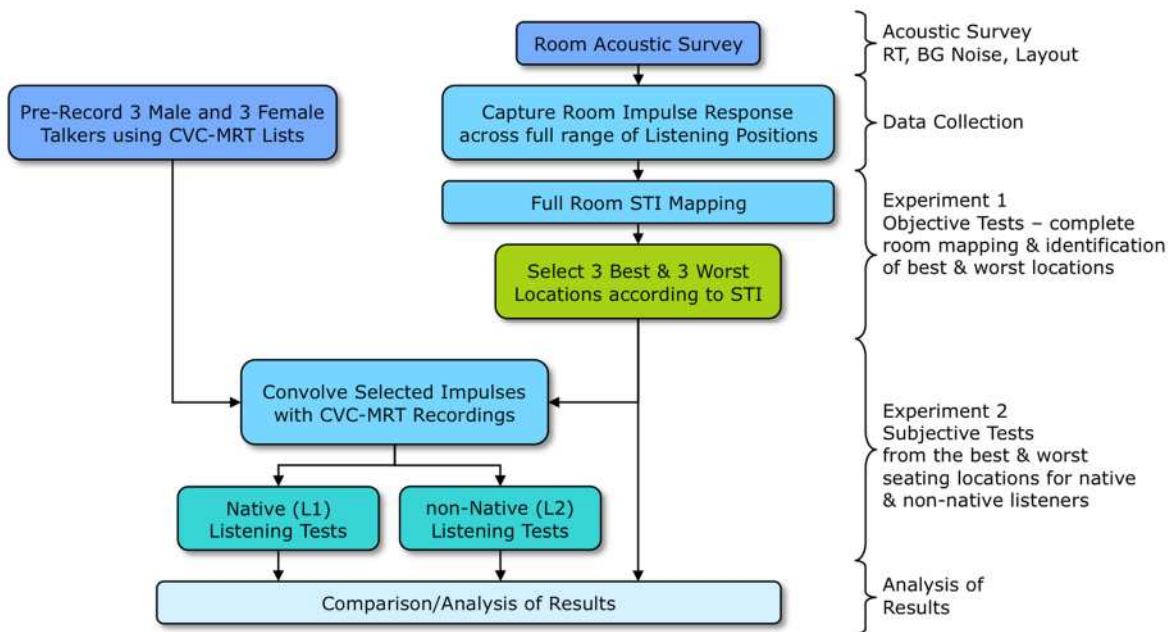 Room Acoustic Survey
Acoustic Survey
RT, BG Noise, Layout
Pre-Record 3 Male and 3 Female
Talkers using CVC-MRT Lists
Capture Room Impulse Response
across full range of Listening Positions
Data Collection
Full Room STI Mapping
Select 3 Best & 3 Worst
Locations according to STI
Experiment 1
Objective Tests – complete
room mapping & identification
of best & worst locations
Convolve Selected Impulses
with CVC-MRT Recordings
Native (L1)
Listening Tests
non-Native (L2)
Listening Tests
Experiment 2
Subjective Tests
from the best & worst
seating locations for native
& non-native listeners
Comparison/Analysis of Results
Analysis of
Results